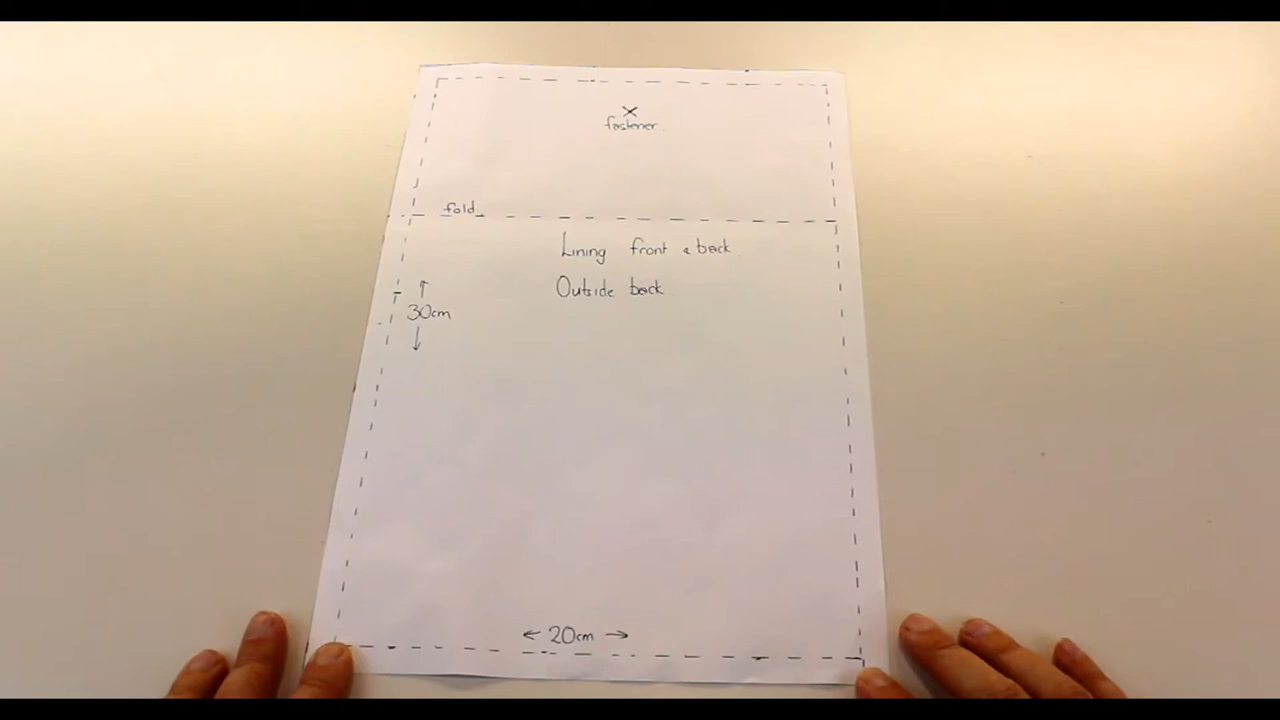 x
fastener.
fold
Lining front & back
Outside back
30cm
20cm